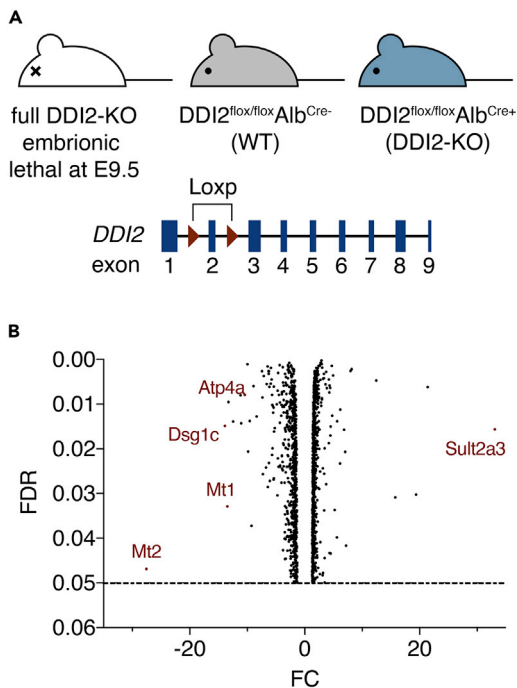 A
full DDI2-KO
embrionic
lethal at E9.5
DDI2flox/floxAlbCre-
(WT)
DDI2flox/floxAlbCre+
(DDI2-KO)
Loxp
DDI2
exon 1 2 3 4 5 6 7 8 9
B
0.00
Atp4a
0.01
Dsg1c
Sult2a3
0.02
Mt1
0.03
FDR
0.04
Mt2
0.05
0.06
-20 0 20
FC